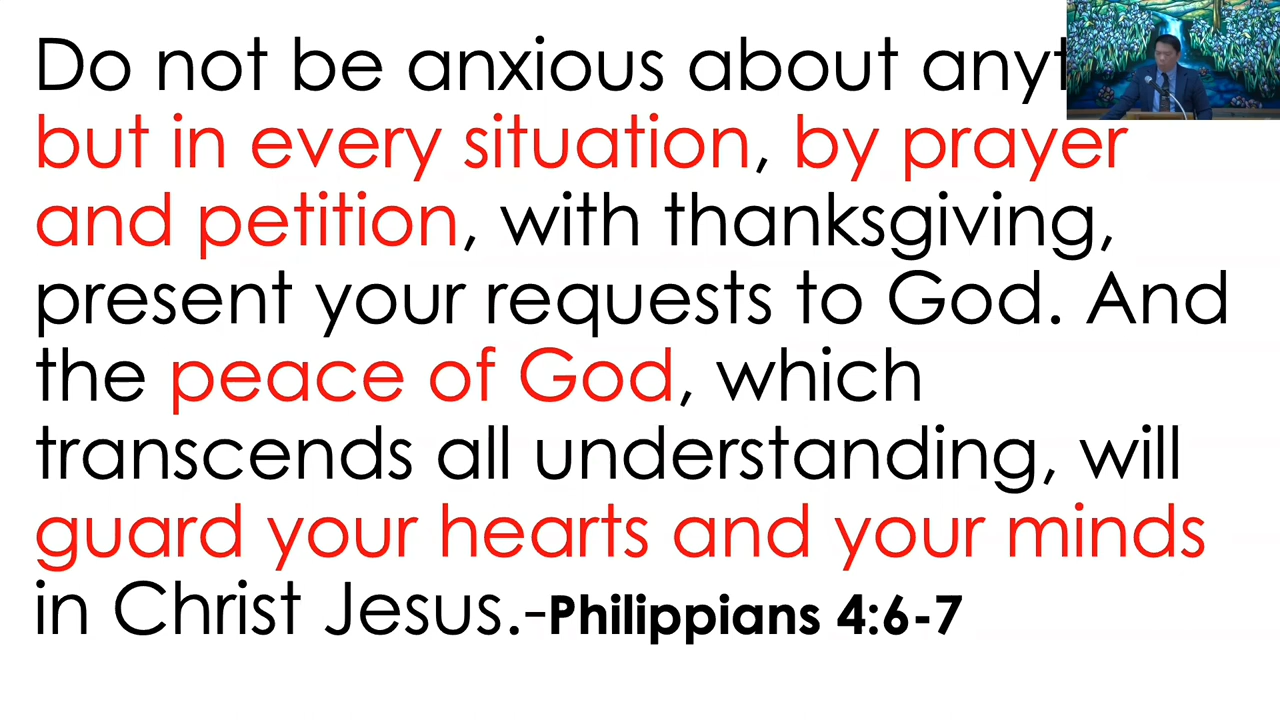 Do not be anxious about
but in every situation, by prayer
and petition, with thanksgiving,
present your requests to God. And
the peace of God, which
transcends all understanding, will
guard your hearts and your minds
in Christ Jesus.-Philippians 4:6-7